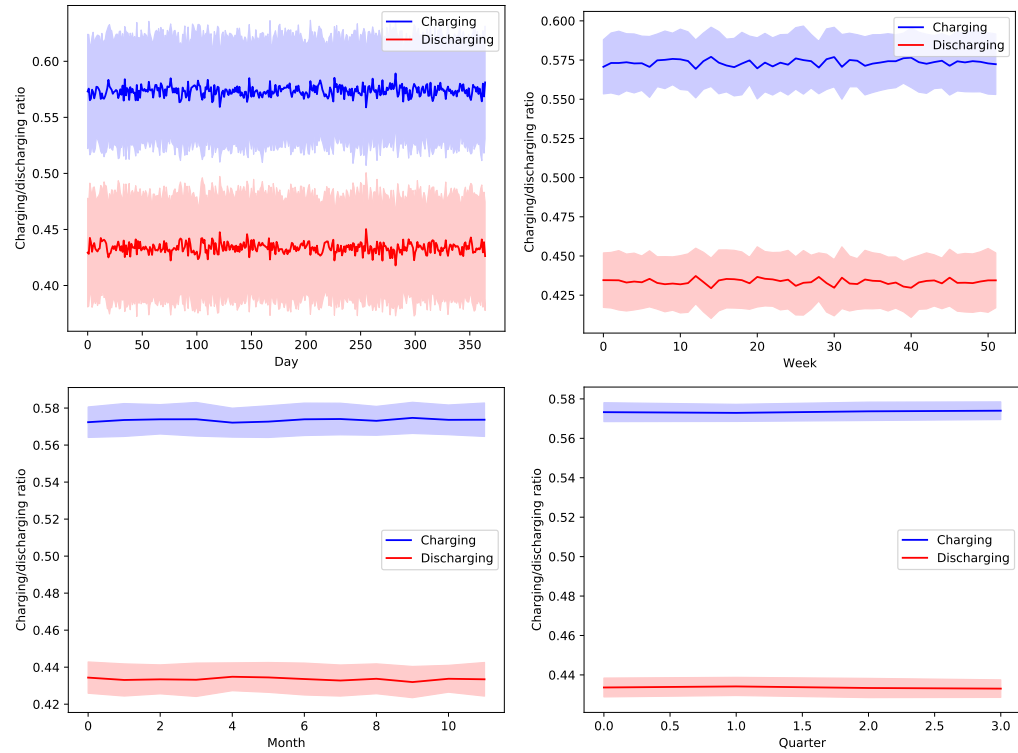 Charging/discharging ratio
0.60
0.55
0.50
0.45
0.40
0 50 100 150 200 250 300 350
Day
Charging
Discharging
Charging/discharging ratio
0.600
0.575
0.550
0.525
0.500
0.475
0.450
0.425
0 10 20 30 40 50
Week
Charging
Discharging
Charging/discharging ratio
0.58
0.56
0.54
0.52
0.50
0.48
0.46
0.44
0.42
0 2 4 6 8 10
Month
Charging
Discharging
Charging/discharging ratio
0.58
0.56
0.54
0.52
0.50
0.48
0.46
0.44
0.0 0.5 1.0 1.5 2.0 2.5 3.0
Quarter
Charging
Discharging